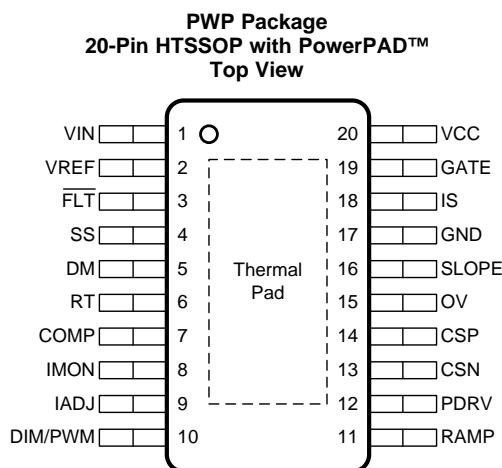 PWP Package
20-Pin HTSSOP with PowerPAD™
Top View
VIN 1 20 VCC
VREF 2 19 GATE
FLT 3 18 IS
SS 4 17 GND
DM 5 16 SLOPE
RT 6 15 OV
COMP 7 14 CSP
IMON 8 13 CSN
IADJ 9 12 PDRV
DIM/PWM 10 11 RAMP
Thermal
Pad